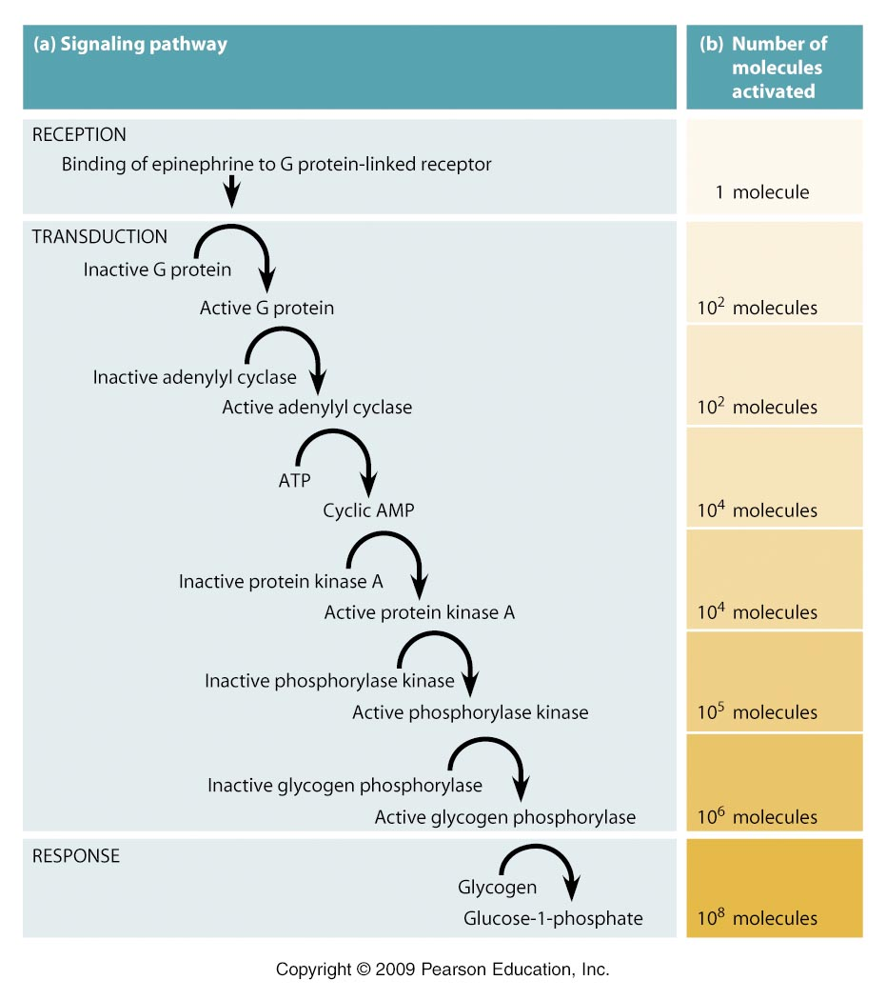 (a) Signaling pathway
(b) Number of
molecules
activated
RECEPTION
Binding of epinephrine to G protein-linked receptor
1 molecule
TRANSDUCTION
Inactive G protein
Active G protein
10² molecules
Inactive adenylyl cyclase
Active adenylyl cyclase
10² molecules
ATP
Cyclic AMP
10⁴ molecules
Inactive protein kinase A
Active protein kinase A
10⁴ molecules
Inactive phosphorylase kinase
Active phosphorylase kinase
10⁵ molecules
Inactive glycogen phosphorylase
Active glycogen phosphorylase
10⁶ molecules
RESPONSE
Glycogen
Glucose-1-phosphate
10⁸ molecules
Copyright © 2009 Pearson Education, Inc.